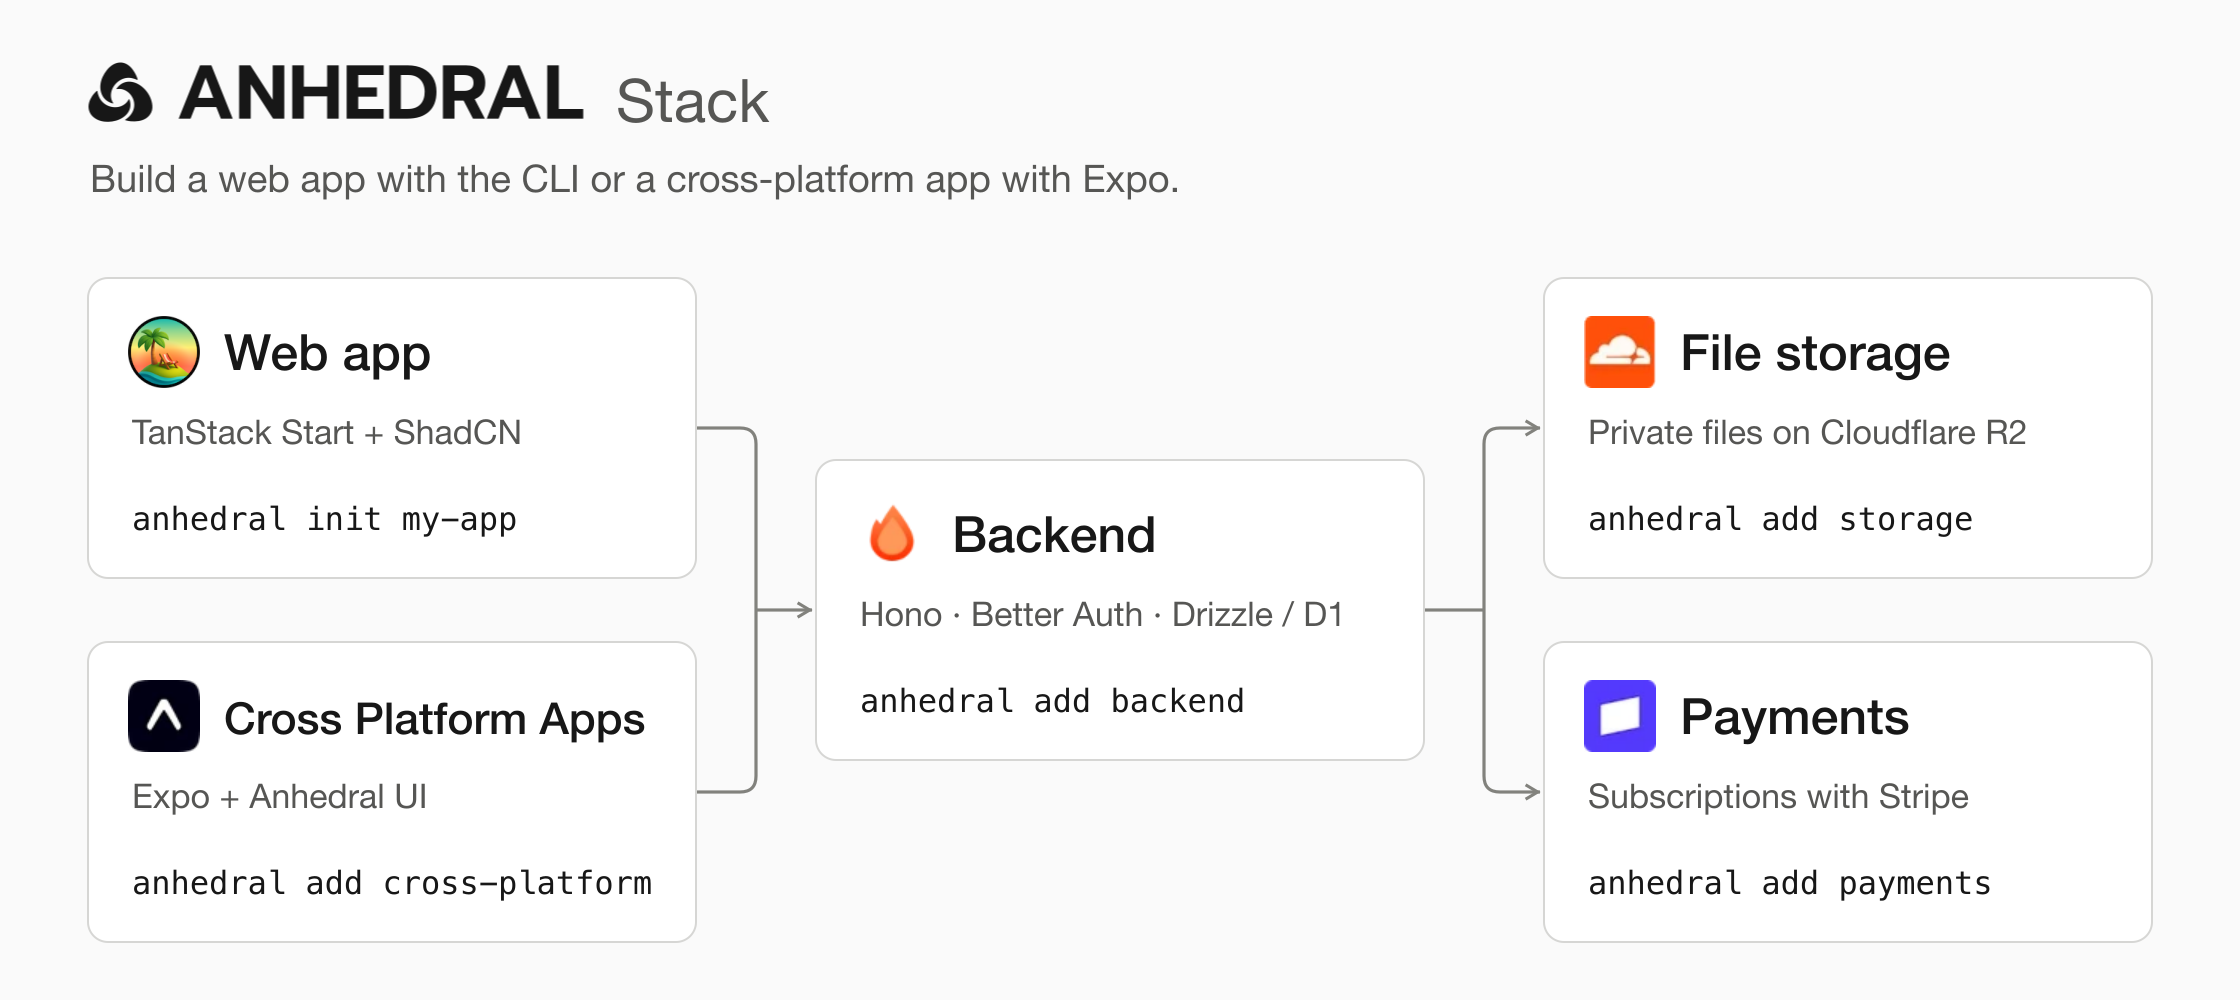 ANHEDRAL Stack
Build a web app with the CLI or a cross-platform app with Expo.
Web app
TanStack Start + ShadCN
anhedral init my-app
Cross Platform Apps
Expo + Anhedral UI
anhedral add cross-platform
Backend
Hono · Better Auth · Drizzle / D1
anhedral add backend
File storage
Private files on Cloudflare R2
anhedral add storage
Payments
Subscriptions with Stripe
anhedral add payments